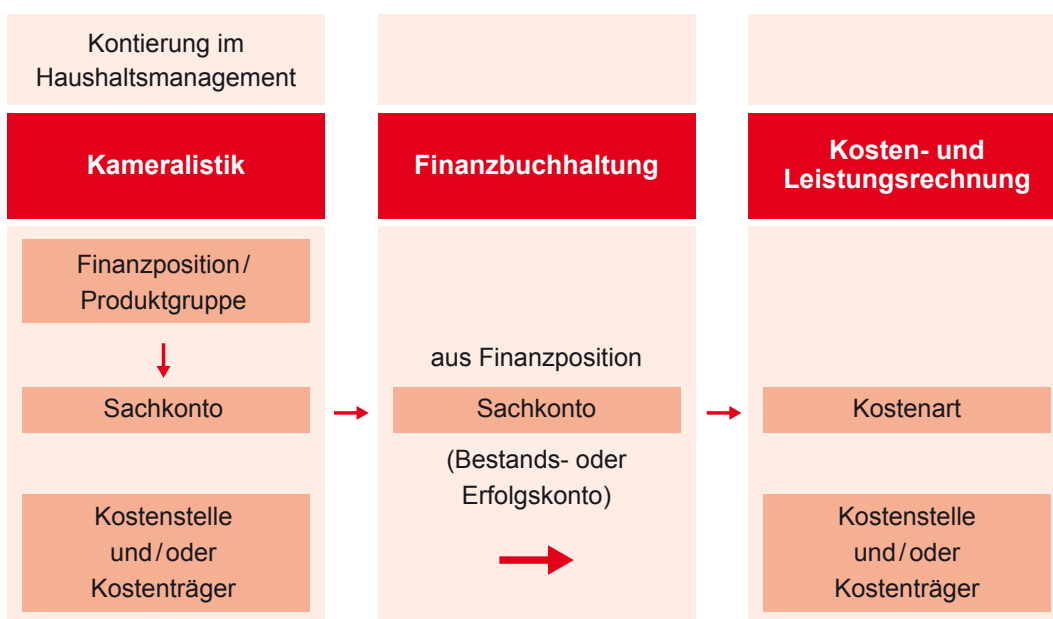 Kontierung im
Haushaltsmanagement
Kameralistik
Finanzposition/
Produktgruppe
Sachkonto
Kostenstelle
und/oder
Kostenträger
Finanzbuchhaltung
aus Finanzposition
Sachkonto
(Bestands- oder
Erfolgskonto)
Kosten- und
Leistungsrechnung
Kostenart
Kostenstelle
und/oder
Kostenträger